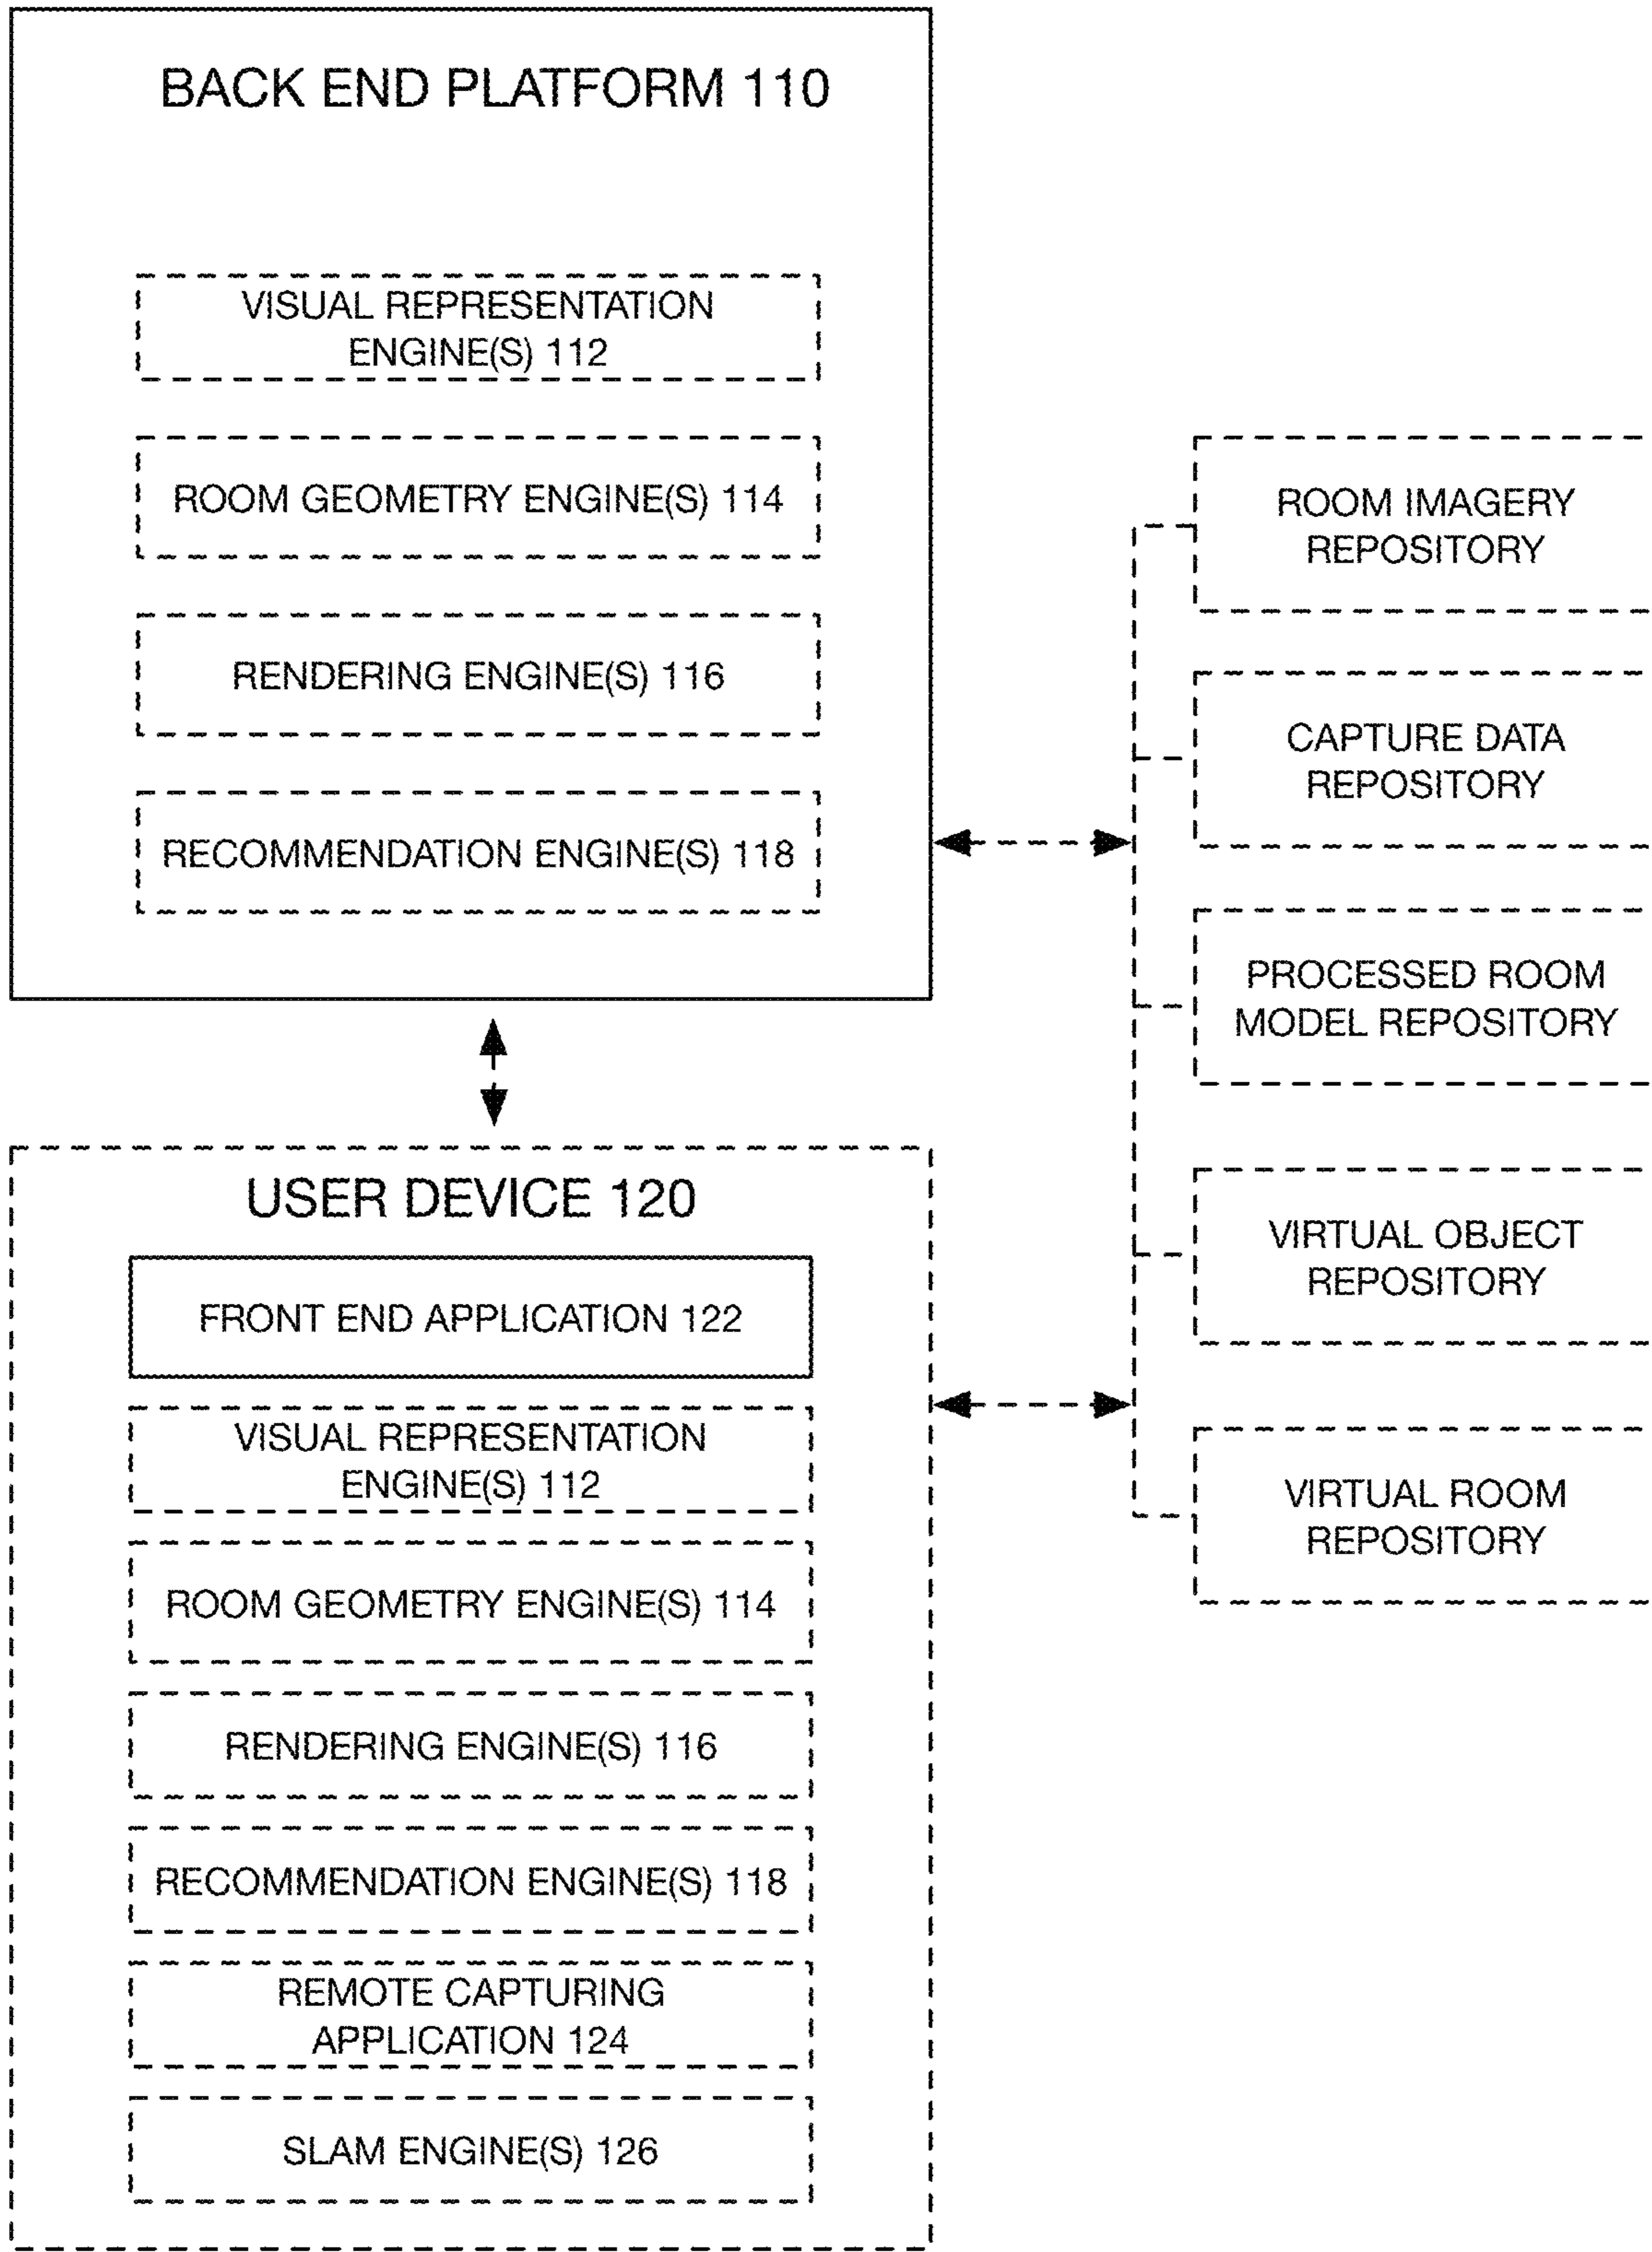 BACK END PLATFORM 110
VISUAL REPRESENTATION
ENGINE(S) 112
ROOM GEOMETRY ENGINE(S) 114
RENDERING ENGINE(S) 116
RECOMMENDATION ENGINE(S) 118
USER DEVICE 120
FRONT END APPLICATION 122
VISUAL REPRESENTATION
ENGINE(S) 112
ROOM GEOMETRY ENGINE(S) 114
RENDERING ENGINE(S) 116
RECOMMENDATION ENGINE(S) 118
REMOTE CAPTURING
APPLICATION 124
SLAM ENGINE(S) 126
ROOM IMAGERY
REPOSITORY
CAPTURE DATA
REPOSITORY
PROCESSED ROOM
MODEL REPOSITORY
VIRTUAL OBJECT
REPOSITORY
VIRTUAL ROOM
REPOSITORY